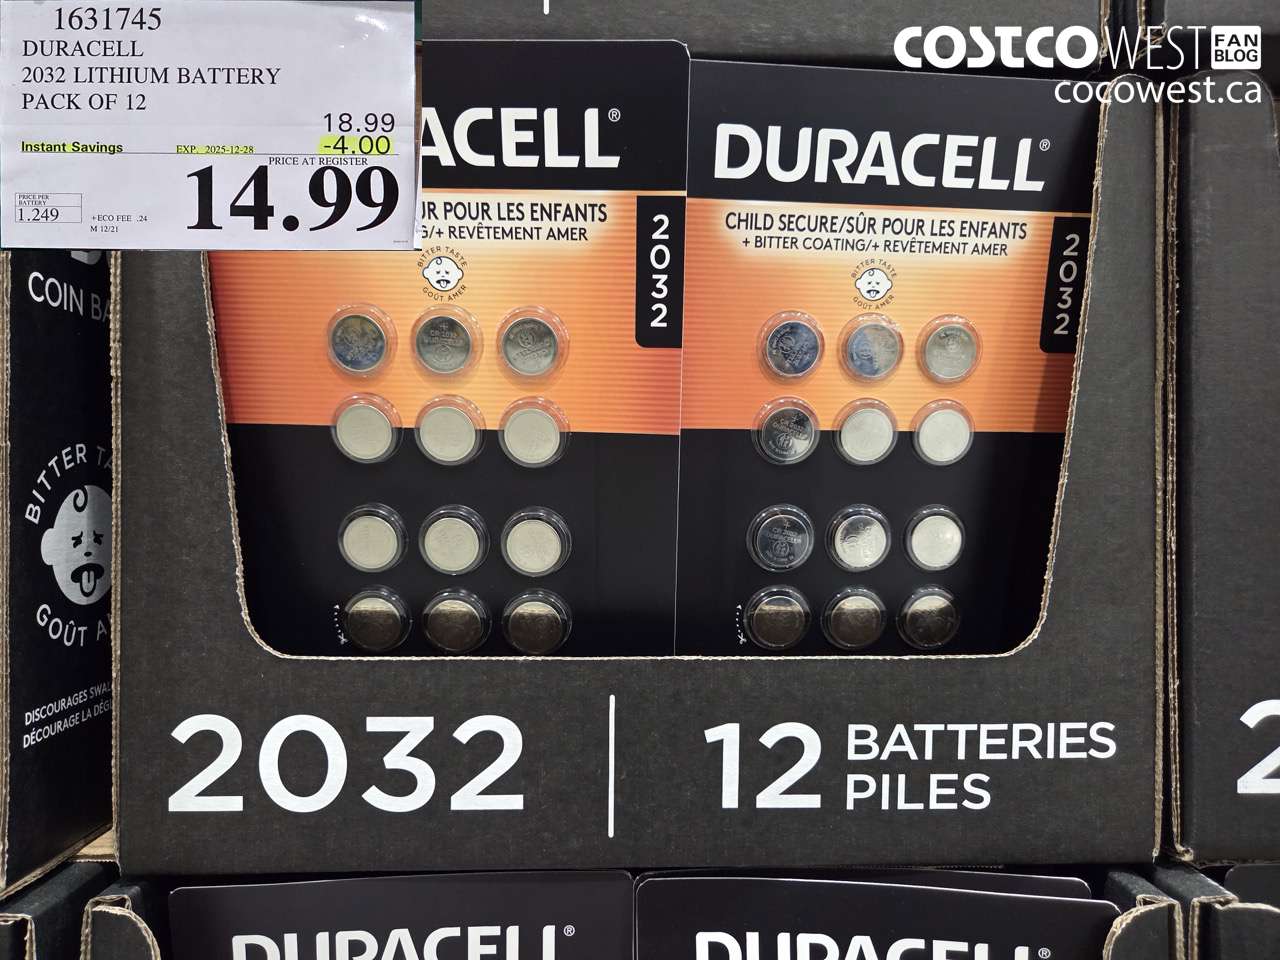 1631745
DURACELL
2032 LITHIUM BATTERY
PACK OF 12
18.99
Instant Savings EXP. 2025-12-28 -4.00
PRICE AT REGISTER
14.99
PRICE PER
BATTERY
1.249
+ECO FEE .24
M 12/21
COSTCO WEST FAN BLOG
cocowest.ca
ACELL®
UR POUR LES ENFANTS
G/+ REVÊTEMENT AMER
BITTER TASTE
GOÛT AMER
2032
DURACELL®
CHILD SECURE/SÛR POUR LES ENFANTS
+ BITTER COATING/+ REVÊTEMENT AMER
BITTER TASTE
GOÛT AMER
2032
COIN BA
BITTER TA
GOÛT A
DISCOURAGES SWAL
DÉCOURAGE LA DÉG
2032
12 BATTERIES
PILES
2
DURACELL®
DURACELL®